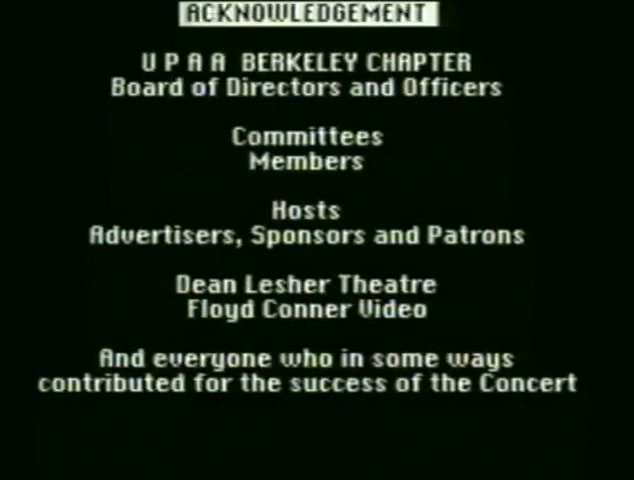 ACKNOWLEDGEMENT
U P A A BERKELEY CHAPTER
Board of Directors and Officers
Committees
Members
Hosts
Advertisers, Sponsors and Patrons
Dean Lesher Theatre
Floyd Conner Video
And everyone who in some ways
contributed for the success of the Concert